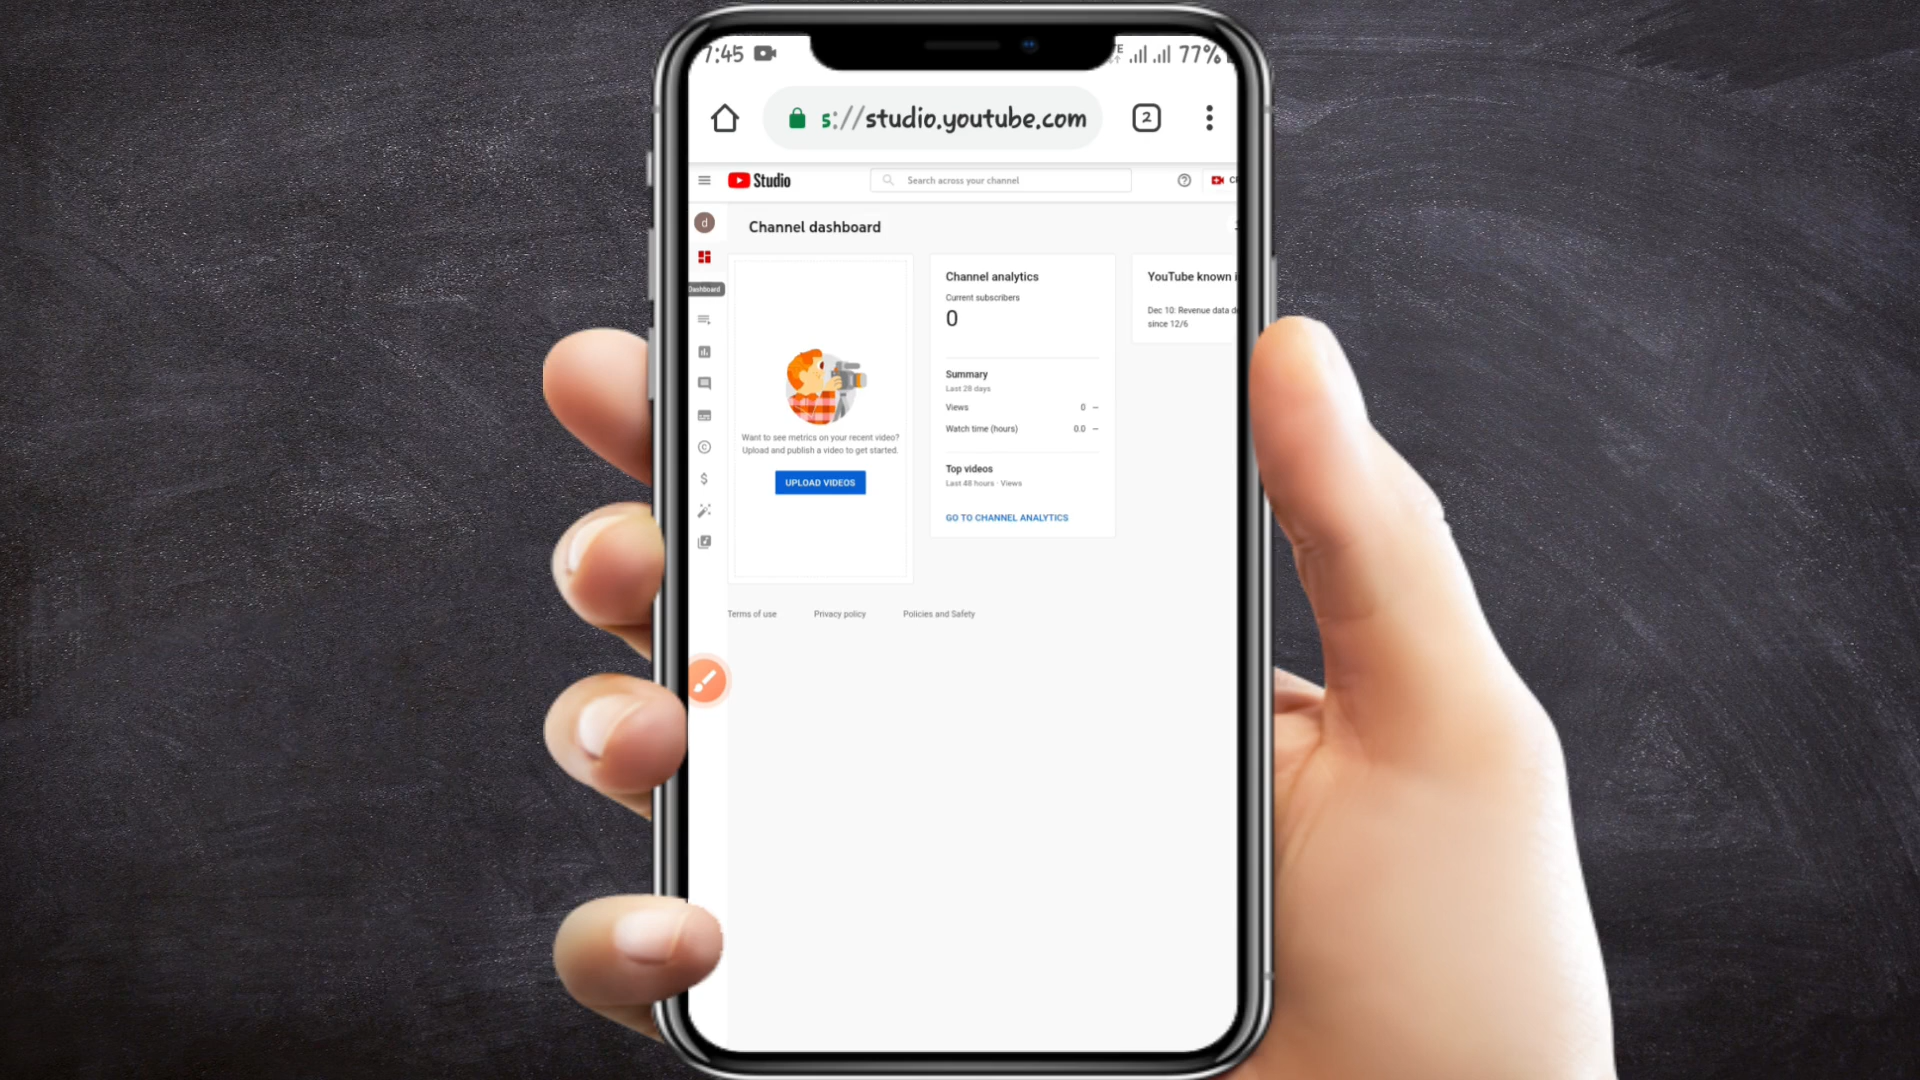 7:45
77%
s://studio.youtube.com
2
Studio
Search across your channel
d
Channel dashboard
Dashboard
Want to see metrics on your recent video?
Upload and publish a video to get started.
UPLOAD VIDEOS
Channel analytics
Current subscribers
0
Summary
Last 28 days
Views 0 –
Watch time (hours) 0.0 –
Top videos
Last 48 hours · Views
GO TO CHANNEL ANALYTICS
YouTube known i
Dec 10: Revenue data d
since 12/6
Terms of use Privacy policy Policies and Safety